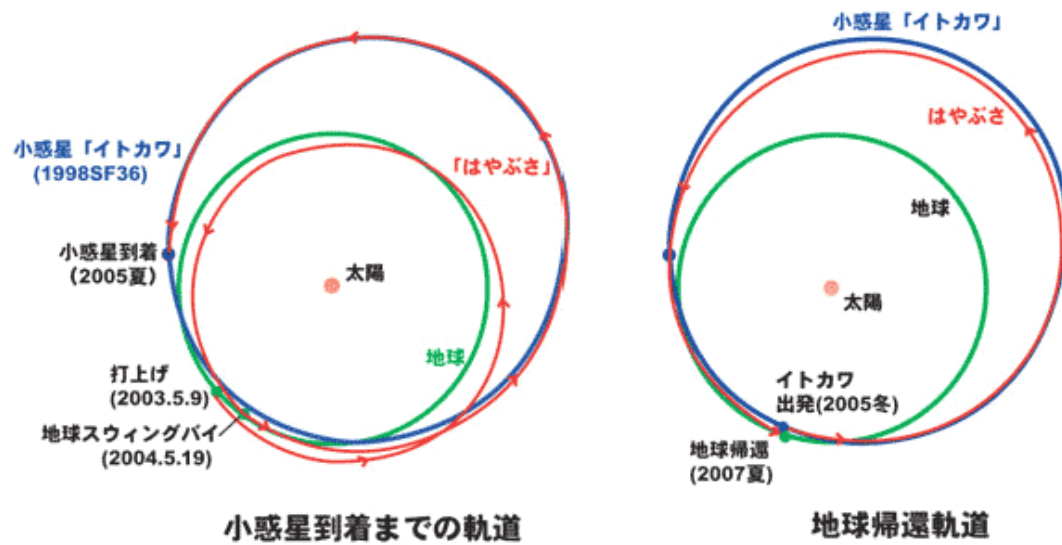 小惑星「イトカワ」
(1998SF36)
「はやぶさ」
小惑星到着
(2005夏)
太陽
地球
打上げ
(2003.5.9)
地球スウィングバイ
(2004.5.19)
小惑星到着までの軌道
小惑星「イトカワ」
はやぶさ
地球
太陽
イトカワ
出発(2005冬)
地球帰還
(2007夏)
地球帰還軌道